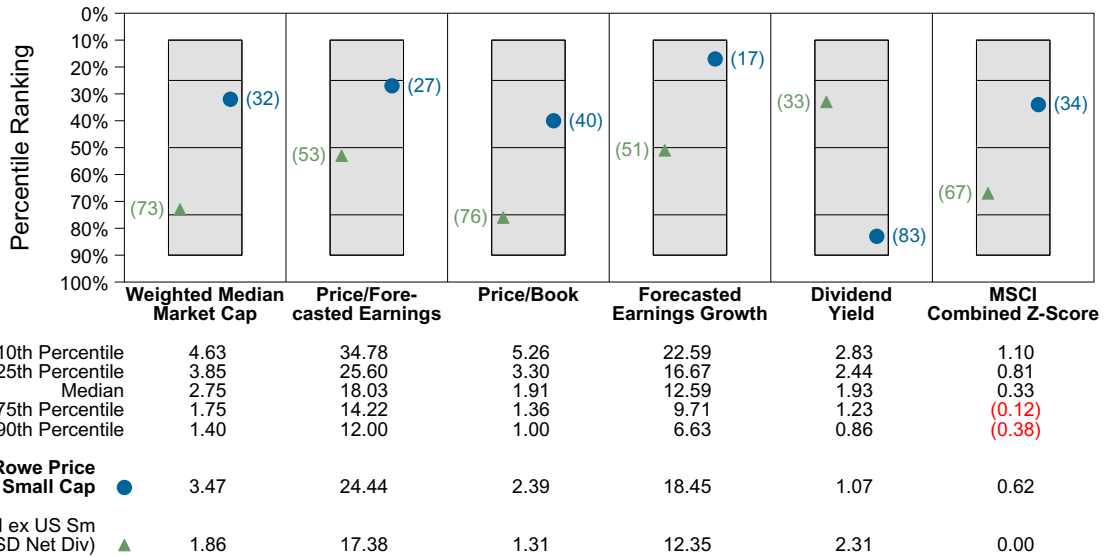 Percentile Ranking
0%
10%
20%
30%
40%
50%
60%
70%
80%
90%
100%
(32)
(73)
(27)
(53)
(40)
(76)
(17)
(51)
(33)
(83)
(34)
(67)
Weighted Median
Market Cap
Price/Fore-
casted Earnings
Price/Book
Forecasted
Earnings Growth
Dividend
Yield
MSCI
Combined Z-Score
10th Percentile 4.63 34.78 5.26 22.59 2.83 1.10
25th Percentile 3.85 25.60 3.30 16.67 2.44 0.81
Median 2.75 18.03 1.91 12.59 1.93 0.33
75th Percentile 1.75 14.22 1.36 9.71 1.23 (0.12)
90th Percentile 1.40 12.00 1.00 6.63 0.86 (0.38)
Rowe Price
Small Cap 3.47 24.44 2.39 18.45 1.07 0.62
ex US Sm
Net Div) 1.86 17.38 1.31 12.35 2.31 0.00